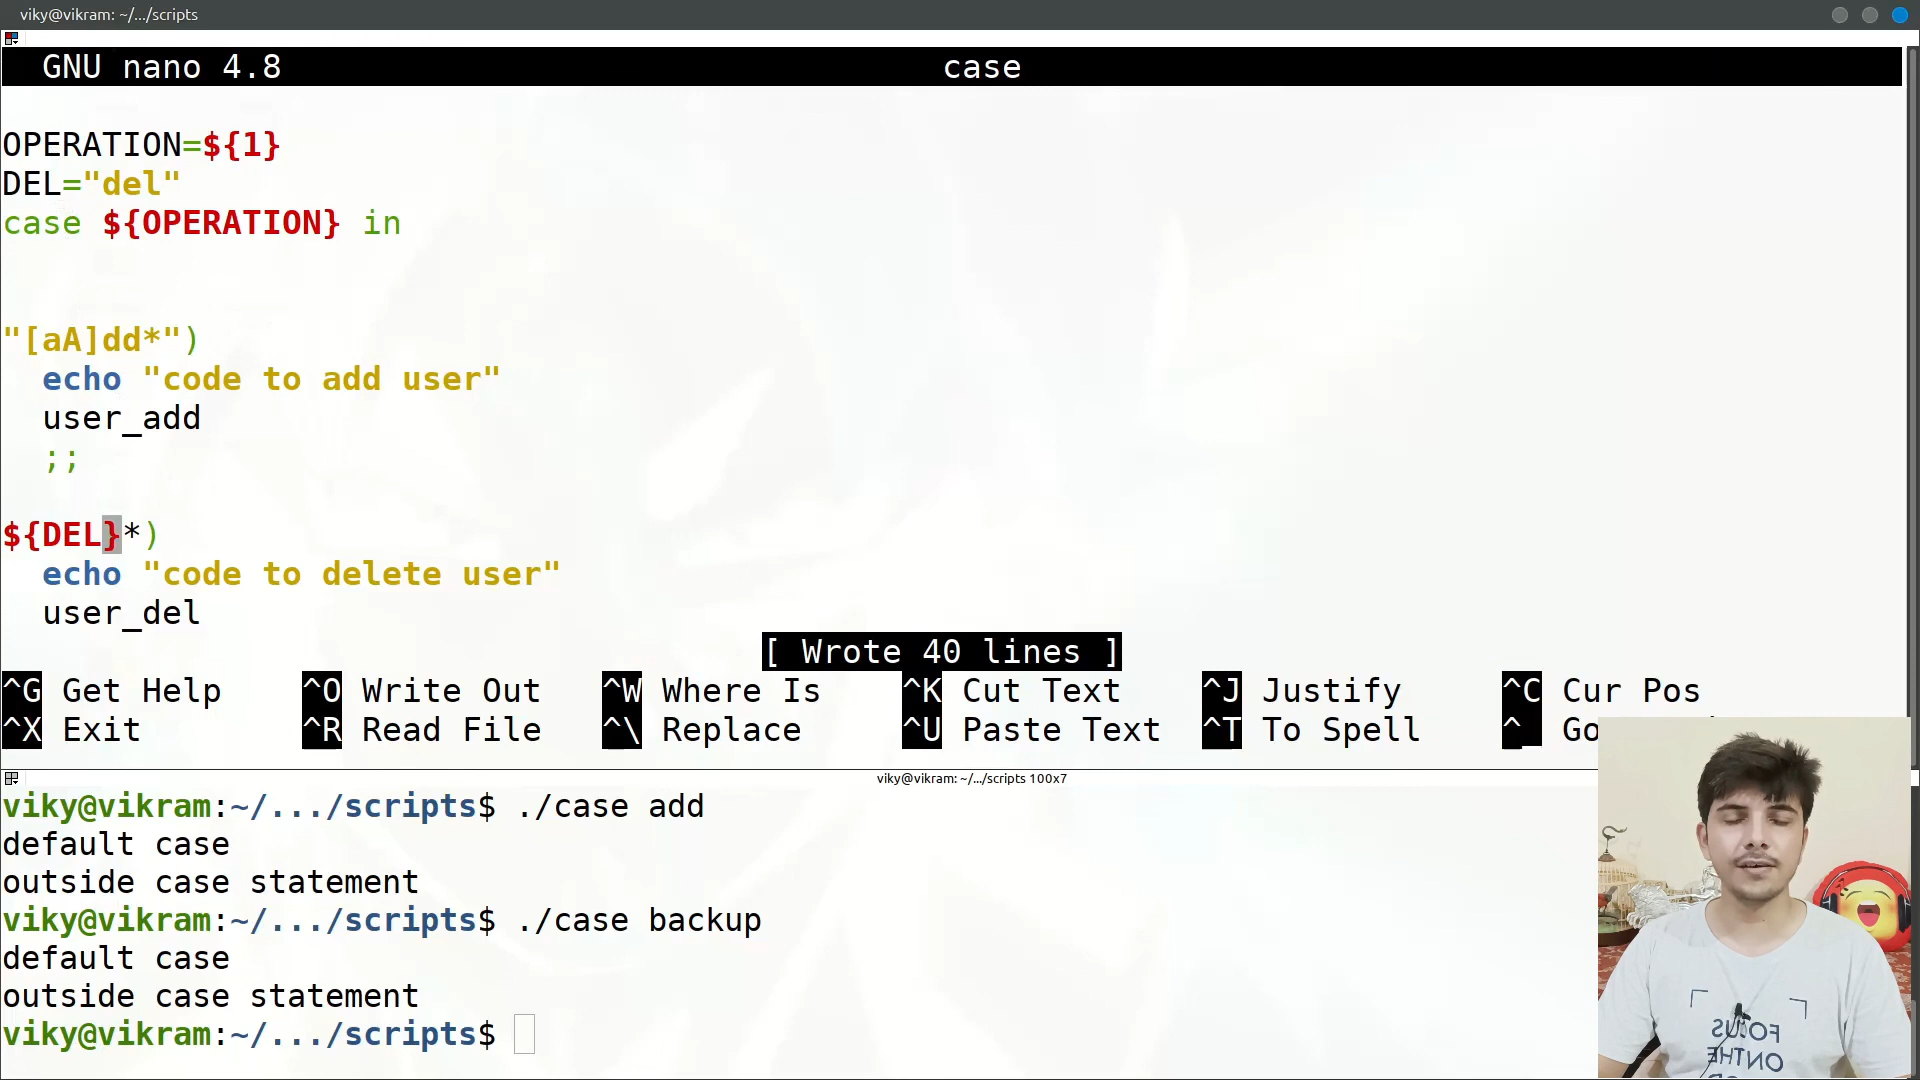 viky@vikram: ~/.../scripts
GNU nano 4.8 case
OPERATION=${1}
DEL="del"
case ${OPERATION} in
"[aA]dd*")
echo "code to add user"
user_add
;;
${DEL}*)
echo "code to delete user"
user_del
[ Wrote 40 lines ]
^G Get Help ^O Write Out ^W Where Is ^K Cut Text ^J Justify ^C Cur Pos
^X Exit ^R Read File ^\ Replace ^U Paste Text ^T To Spell ^_ Go
viky@vikram: ~/.../scripts 100x7
viky@vikram:~/.../scripts$ ./case add
default case
outside case statement
viky@vikram:~/.../scripts$ ./case backup
default case
outside case statement
viky@vikram:~/.../scripts$
FOCUS
ON THE